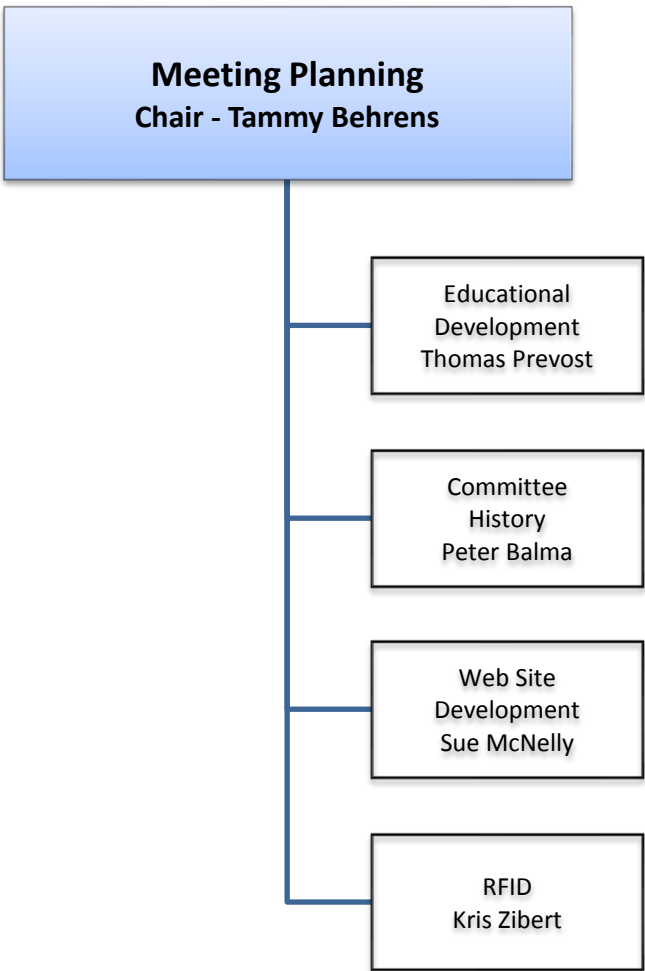 Meeting Planning
Chair - Tammy Behrens
Educational
Development
Thomas Prevost
Committee
History
Peter Balma
Web Site
Development
Sue McNelly
RFID
Kris Zibert